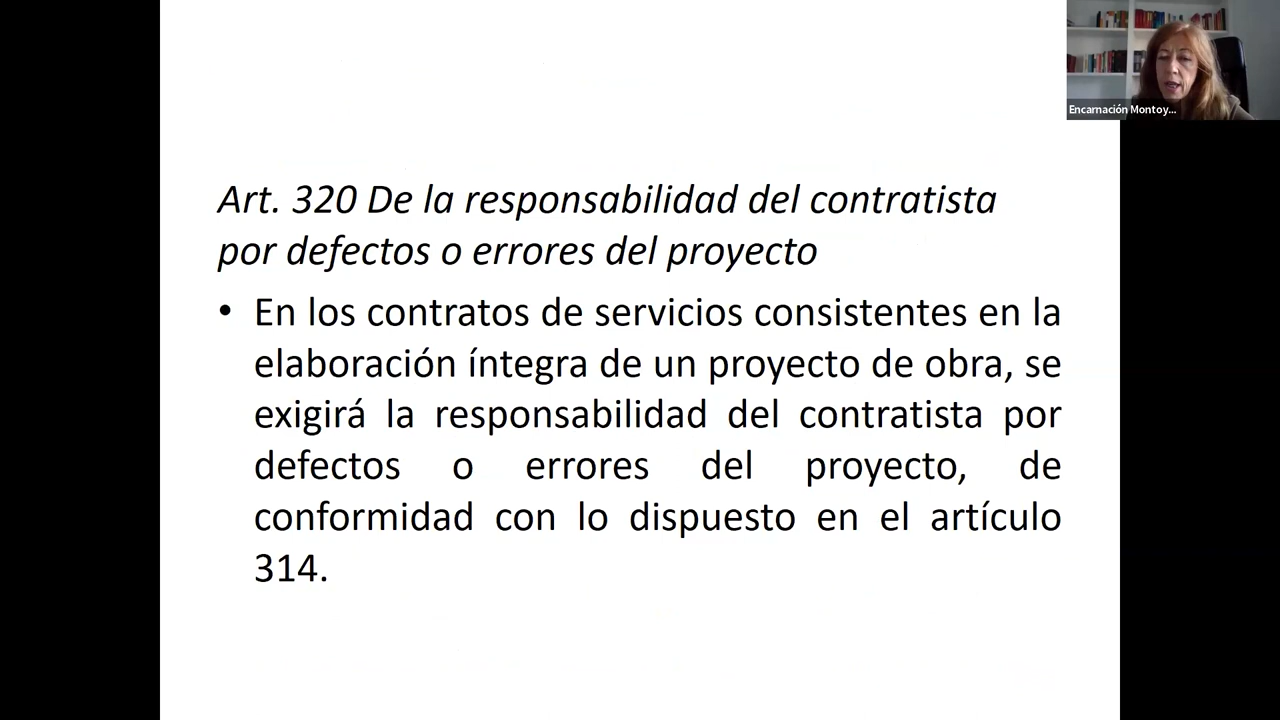 Encarnación Montoy...
Art. 320 De la responsabilidad del contratista
por defectos o errores del proyecto
• En los contratos de servicios consistentes en la
elaboración íntegra de un proyecto de obra, se
exigirá la responsabilidad del contratista por
defectos o errores del proyecto, de
conformidad con lo dispuesto en el artículo
314.